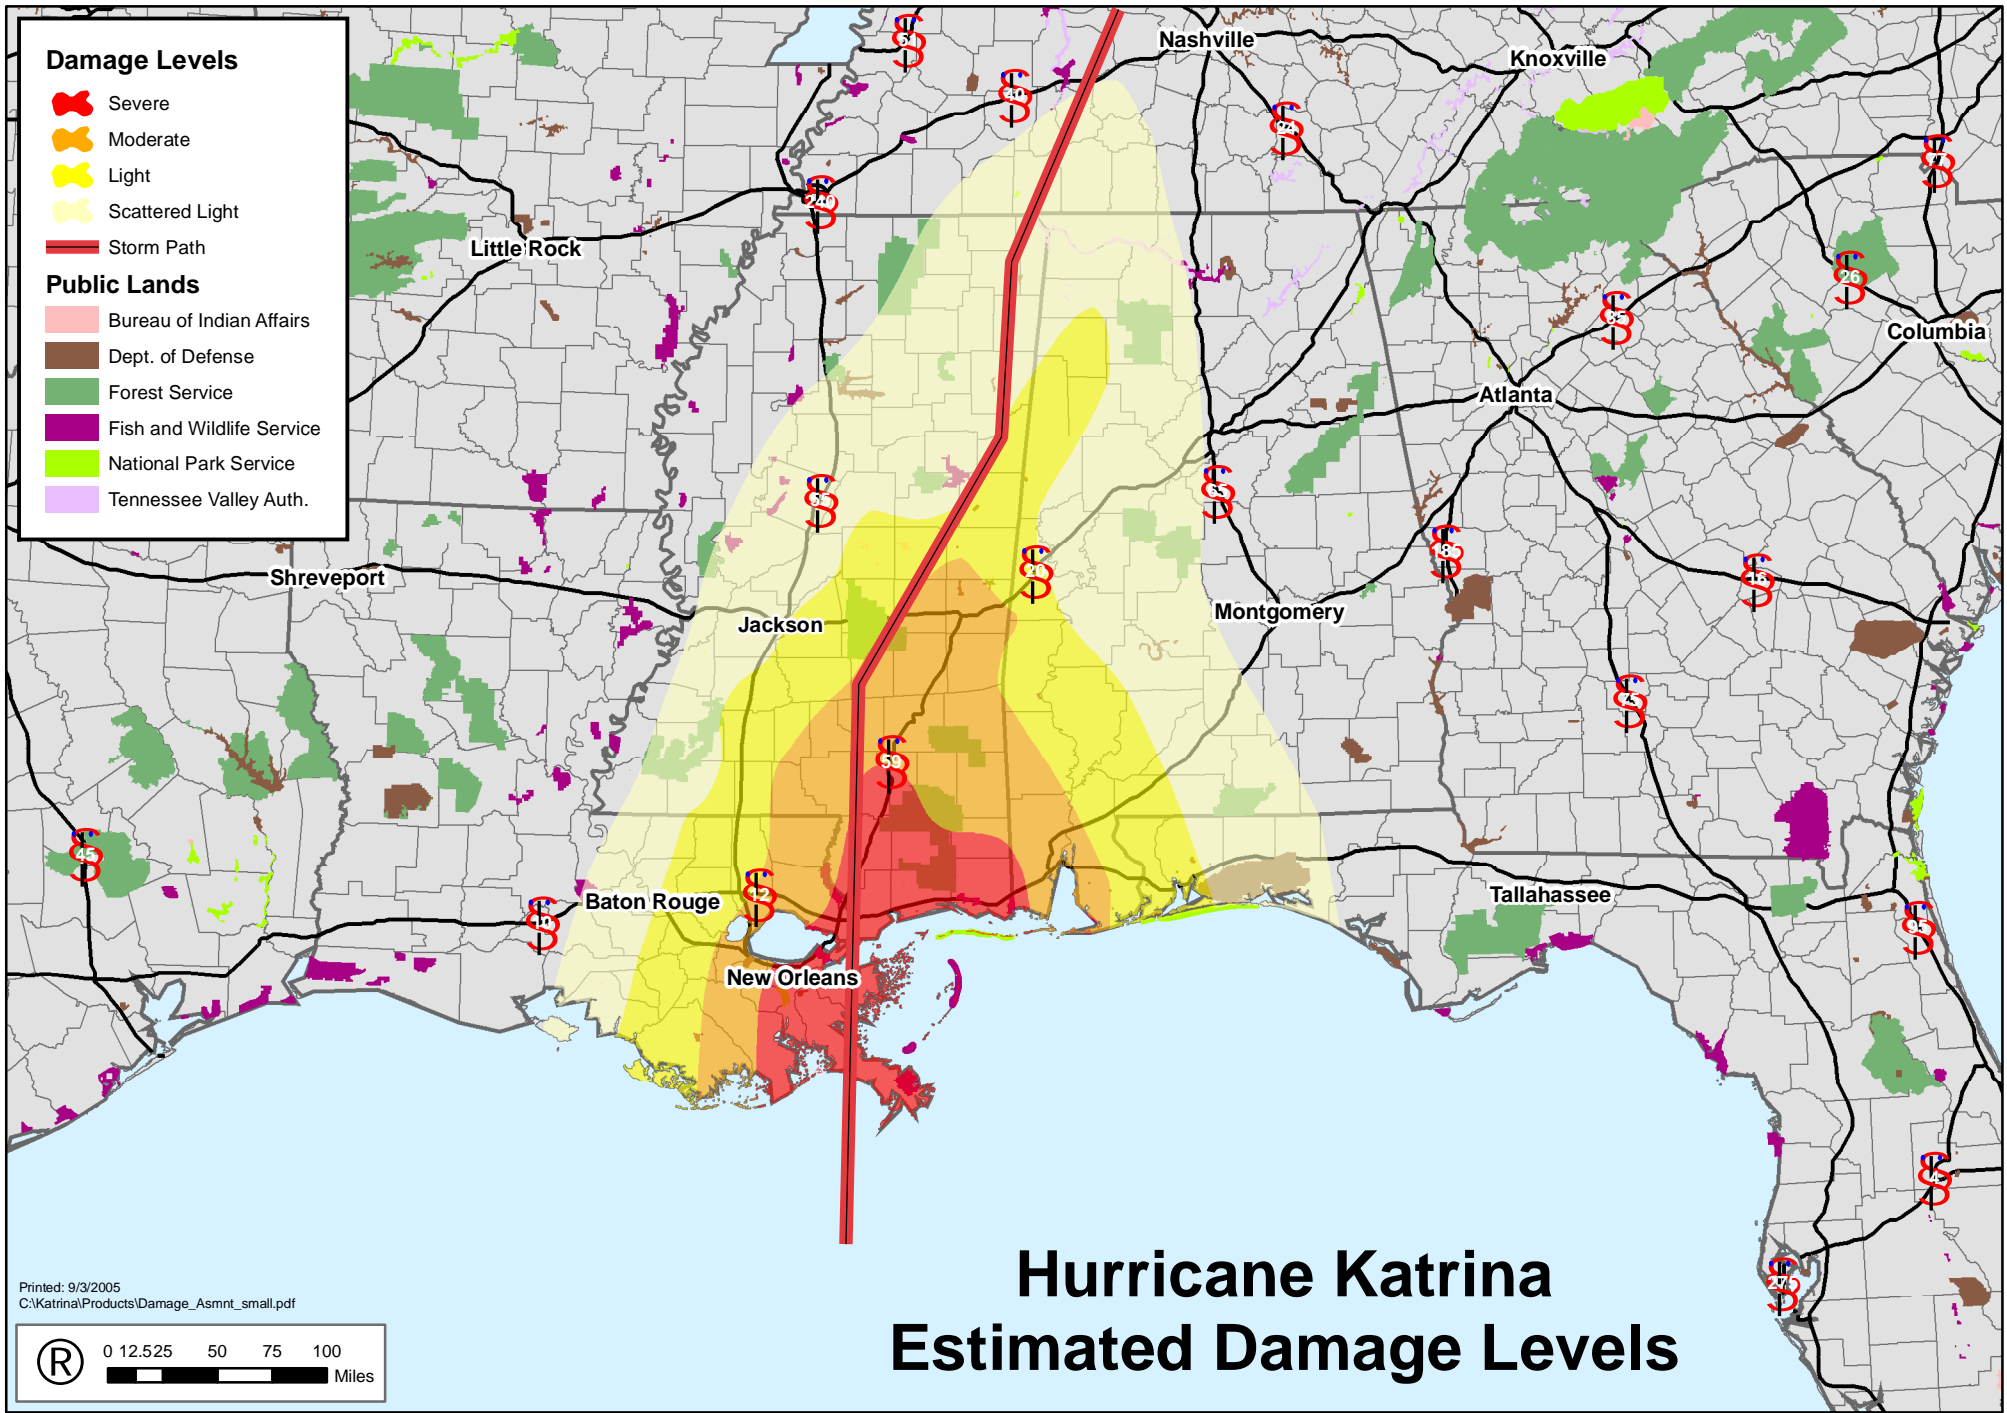 Damage Levels
Severe
Moderate
Light
Scattered Light
Storm Path
Public Lands
Bureau of Indian Affairs
Dept. of Defense
Forest Service
Fish and Wildlife Service
National Park Service
Tennessee Valley Auth.
Nashville
Knoxville
40
240
Little Rock
26
Columbia
85
Atlanta
55
65
20
Shreveport
Jackson
Montgomery
75
59
45
12
Baton Rouge
Tallahassee
95
New Orleans
4
275
Hurricane Katrina
Estimated Damage Levels
Printed: 9/3/2005
C:\Katrina\Products\Damage_Asmnt_small.pdf
®
0 12.525 50 75 100
Miles